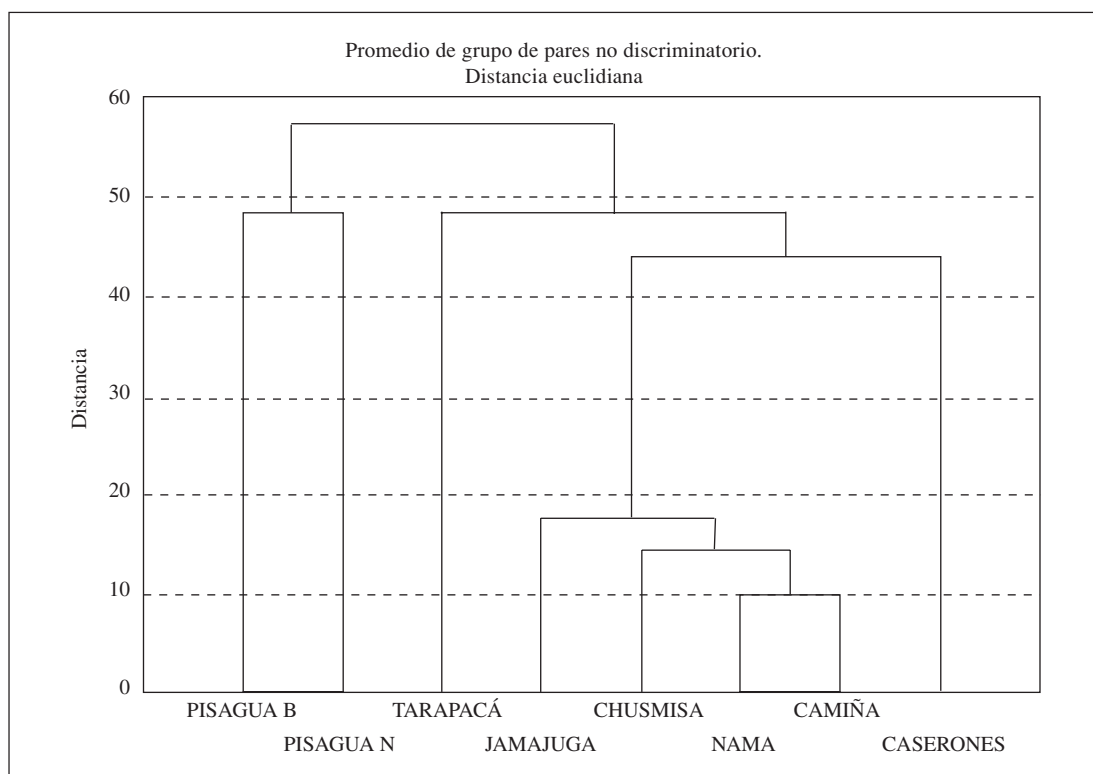 Promedio de grupo de pares no discriminatorio.
Distancia euclidiana
60
50
40
30
20
10
0
Distancia
PISAGUA B
TARAPACÁ
CHUSMISA
CAMIÑA
PISAGUA N
JAMAJUGA
NAMA
CASERONES